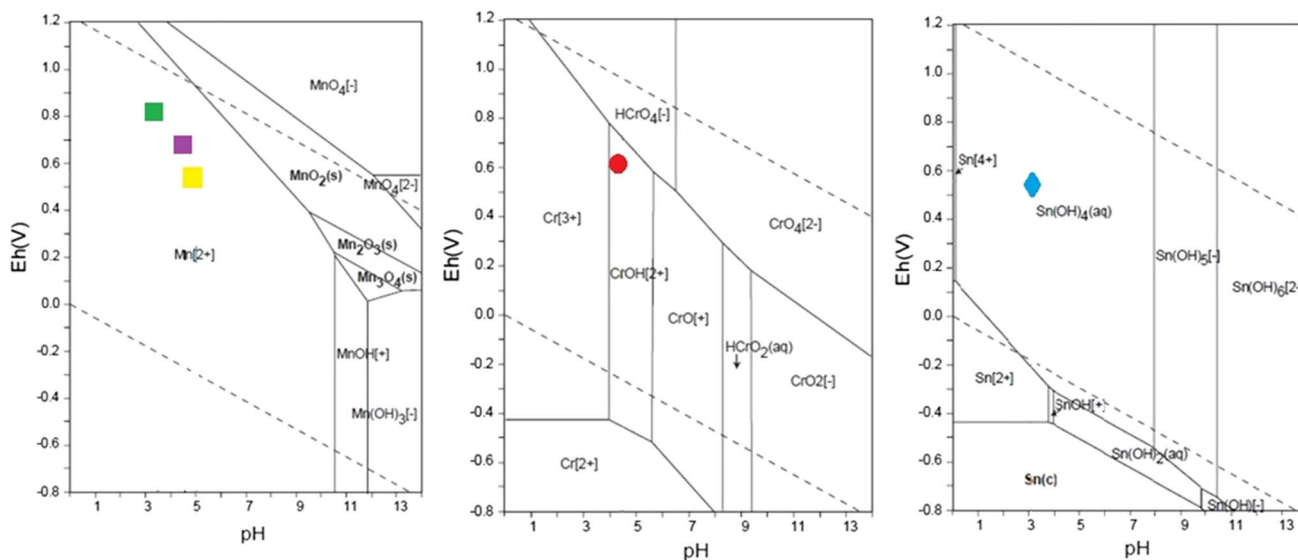 Eh(V)
1.2
1.0
0.8
0.6
0.4
0.2
0.0
-0.2
-0.4
-0.6
-0.8
MnO4[-]
MnO2(s)
MnO4[2-]
Mn2O3(s)
Mn[2+]
Mn3O4(s)
MnOH[+]
Mn(OH)3[-]
1 3 5 7 9 11 13
pH
Eh(V)
1.2
1.0
0.8
0.6
0.4
0.2
0.0
-0.2
-0.4
-0.6
-0.8
HCrO4[-]
Cr[3+]
CrO4[2-]
CrOH[2+]
CrO[+]
HCrO2(aq)
CrO2[-]
Cr[2+]
1 3 5 7 9 11 13
pH
Eh(V)
1.2
1.0
0.8
0.6
0.4
0.2
0.0
-0.2
-0.4
-0.6
-0.8
Sn[4+]
Sn(OH)4(aq)
Sn(OH)5[-]
Sn(OH)6[2-
Sn[2+]
SnOH[+]
Sn(OH)2(aq)
Sn(c)
Sn(OH)[-]
1 3 5 7 9 11 13
pH